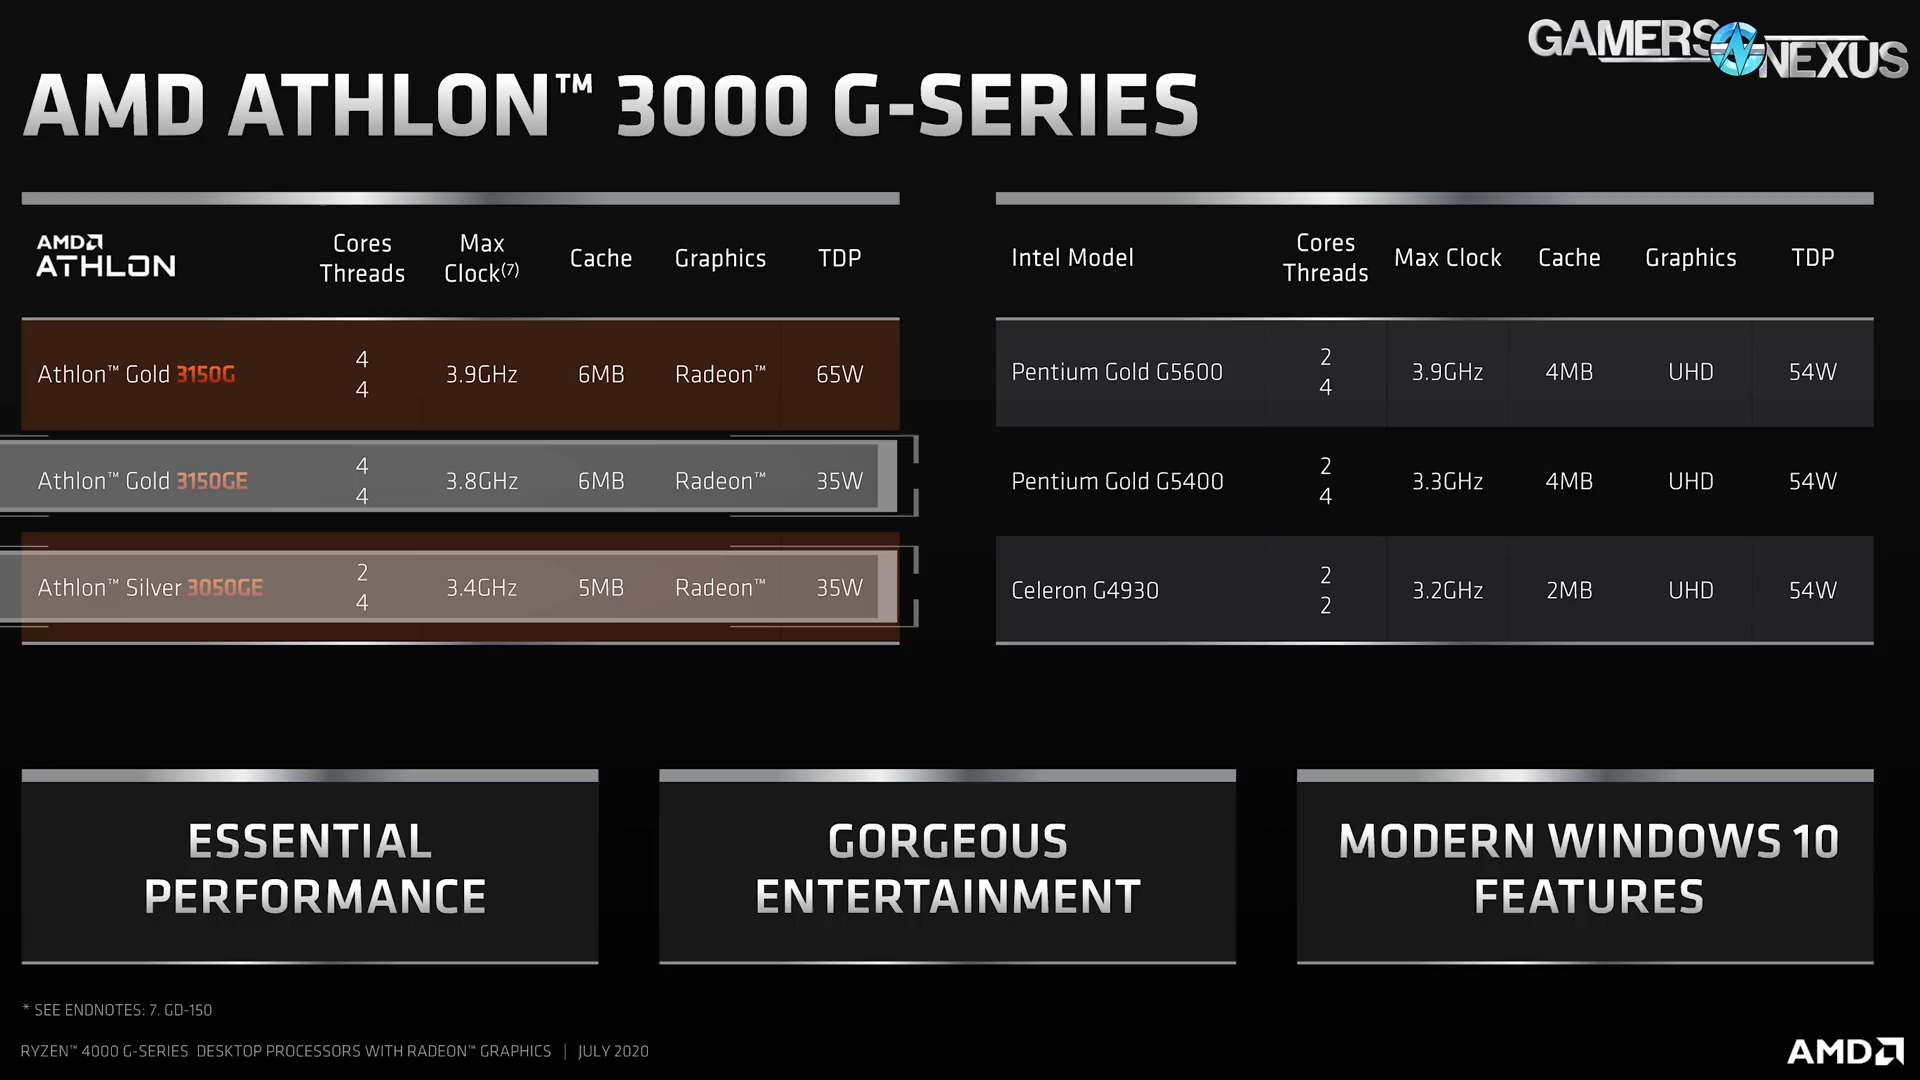 GAMERS NEXUS
AMD ATHLON™ 3000 G-SERIES
AMD ATHLON Cores Threads Max Clock(7) Cache Graphics TDP
Athlon™ Gold 3150G 4 4 3.9GHz 6MB Radeon™ 65W
Athlon™ Gold 3150GE 4 4 3.8GHz 6MB Radeon™ 35W
Athlon™ Silver 3050GE 2 4 3.4GHz 5MB Radeon™ 35W
Intel Model Cores Threads Max Clock Cache Graphics TDP
Pentium Gold G5600 2 4 3.9GHz 4MB UHD 54W
Pentium Gold G5400 2 4 3.3GHz 4MB UHD 54W
Celeron G4930 2 2 3.2GHz 2MB UHD 54W
ESSENTIAL
PERFORMANCE
GORGEOUS
ENTERTAINMENT
MODERN WINDOWS 10
FEATURES
* SEE ENDNOTES: 7. GD-150
RYZEN™ 4000 G-SERIES DESKTOP PROCESSORS WITH RADEON™ GRAPHICS | JULY 2020
AMD